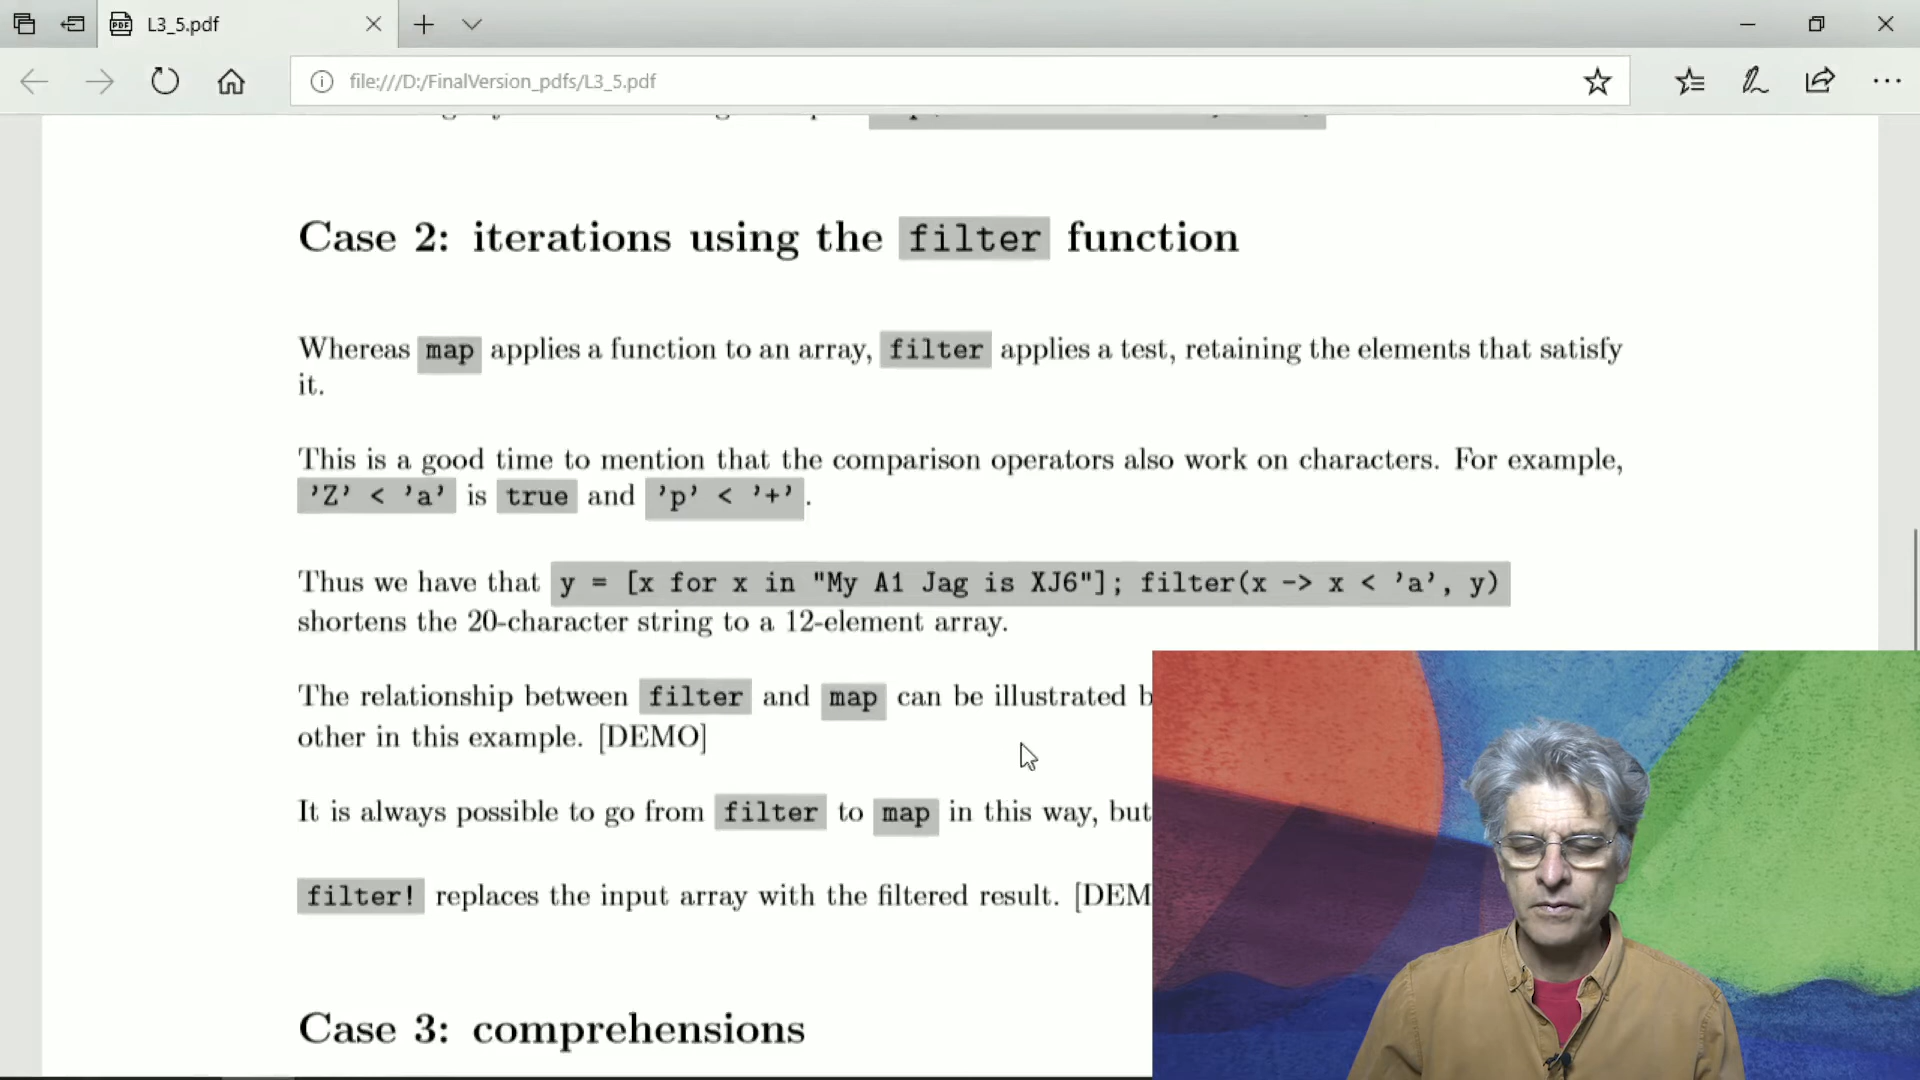 L3_5.pdf
file:///D:/FinalVersion_pdfs/L3_5.pdf
Case 2: iterations using the filter function
Whereas map applies a function to an array, filter applies a test, retaining the elements that satisfy
it.
This is a good time to mention that the comparison operators also work on characters. For example,
’Z’ < ’a’ is true and ’p’ < ’+’.
Thus we have that y = [x for x in "My A1 Jag is XJ6"]; filter(x -> x < ’a’, y)
shortens the 20-character string to a 12-element array.
The relationship between filter and map can be illustrated
other in this example. [DEMO]
It is always possible to go from filter to map in this way, but
filter! replaces the input array with the filtered result. [DEM
Case 3: comprehensions